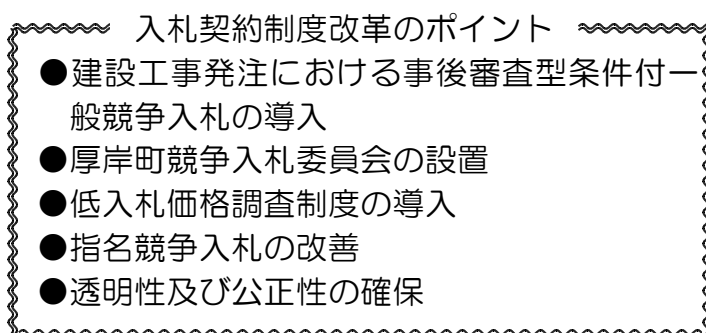 入札契約制度改革のポイント
●建設工事発注における事後審査型条件付一
般競争入札の導入
●厚岸町競争入札委員会の設置
●低入札価格調査制度の導入
●指名競争入札の改善
●透明性及び公正性の確保